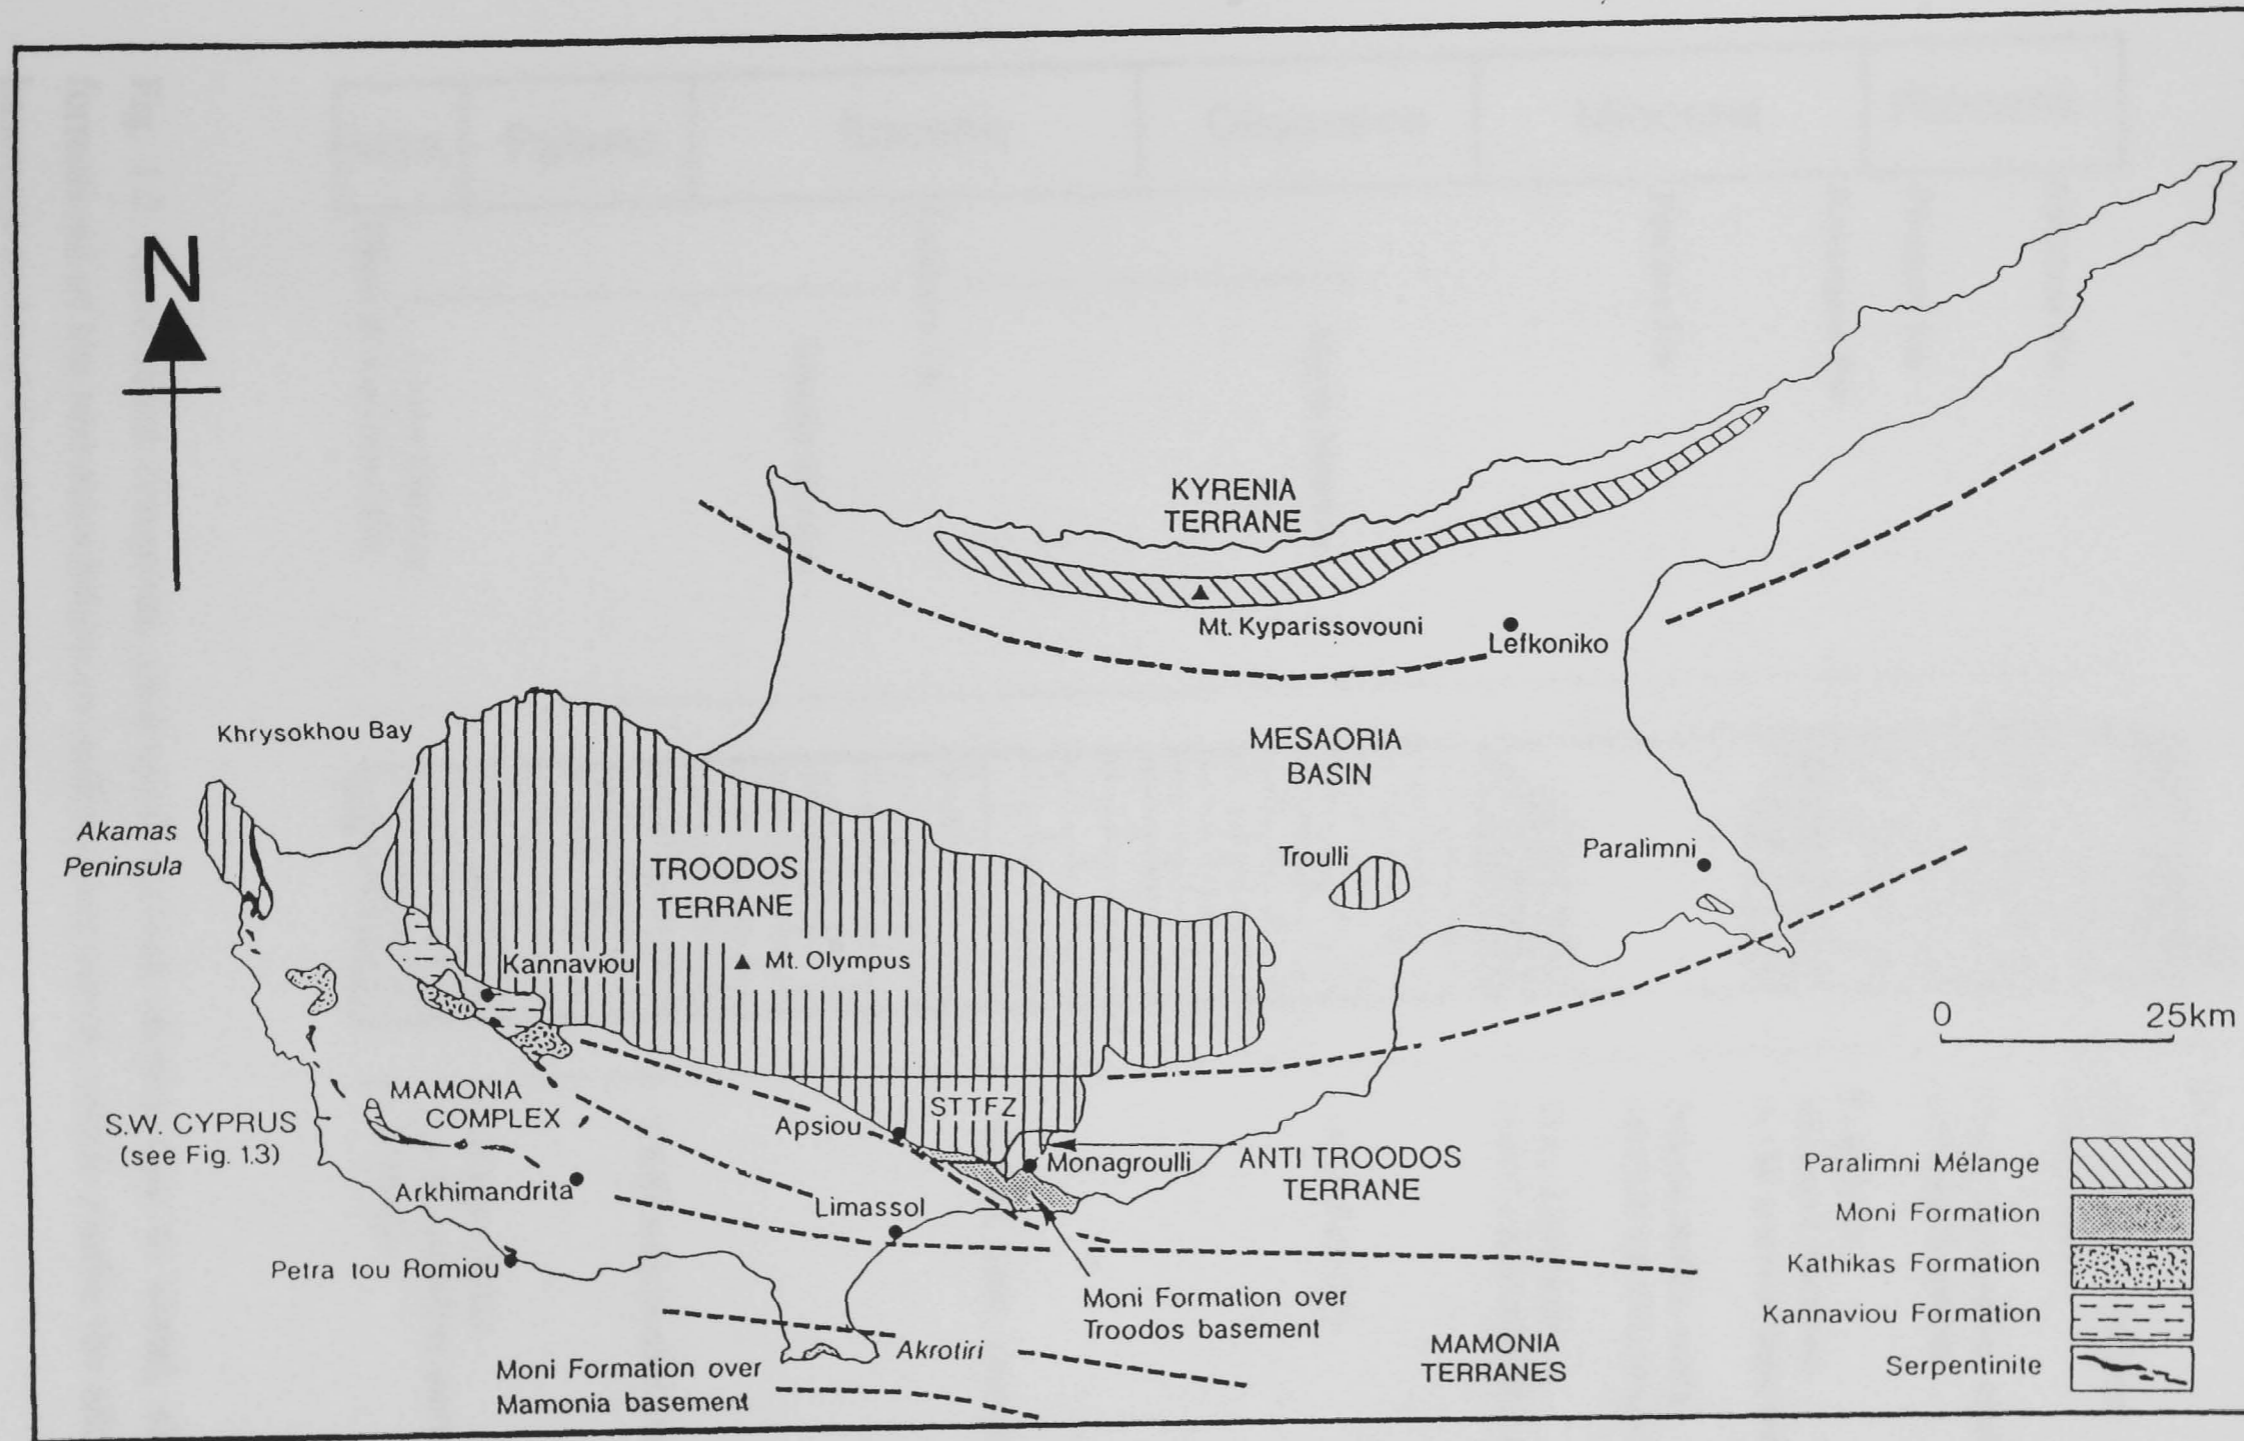 N
KYRENIA
TERRANE
Mt. Kyparissovouni
Lefkoniko
Khrysokhou Bay
MESAORIA
BASIN
Akamas
Peninsula
TROODOS
TERRANE
Troulli
Paralimni
Kannaviou
Mt. Olympus
0 25km
MAMONIA
COMPLEX
STTFZ
S.W. CYPRUS
(see Fig. 1.3)
Apsiou
Monagroulli
ANTI TROODOS
TERRANE
Arkhimandrita
Limassol
Petra tou Romiou
Moni Formation over
Troodos basement
Akrotiri
Moni Formation over
Mamonia basement
MAMONIA
TERRANES
Paralimni Mélange
Moni Formation
Kathikas Formation
Kannaviou Formation
Serpentinite